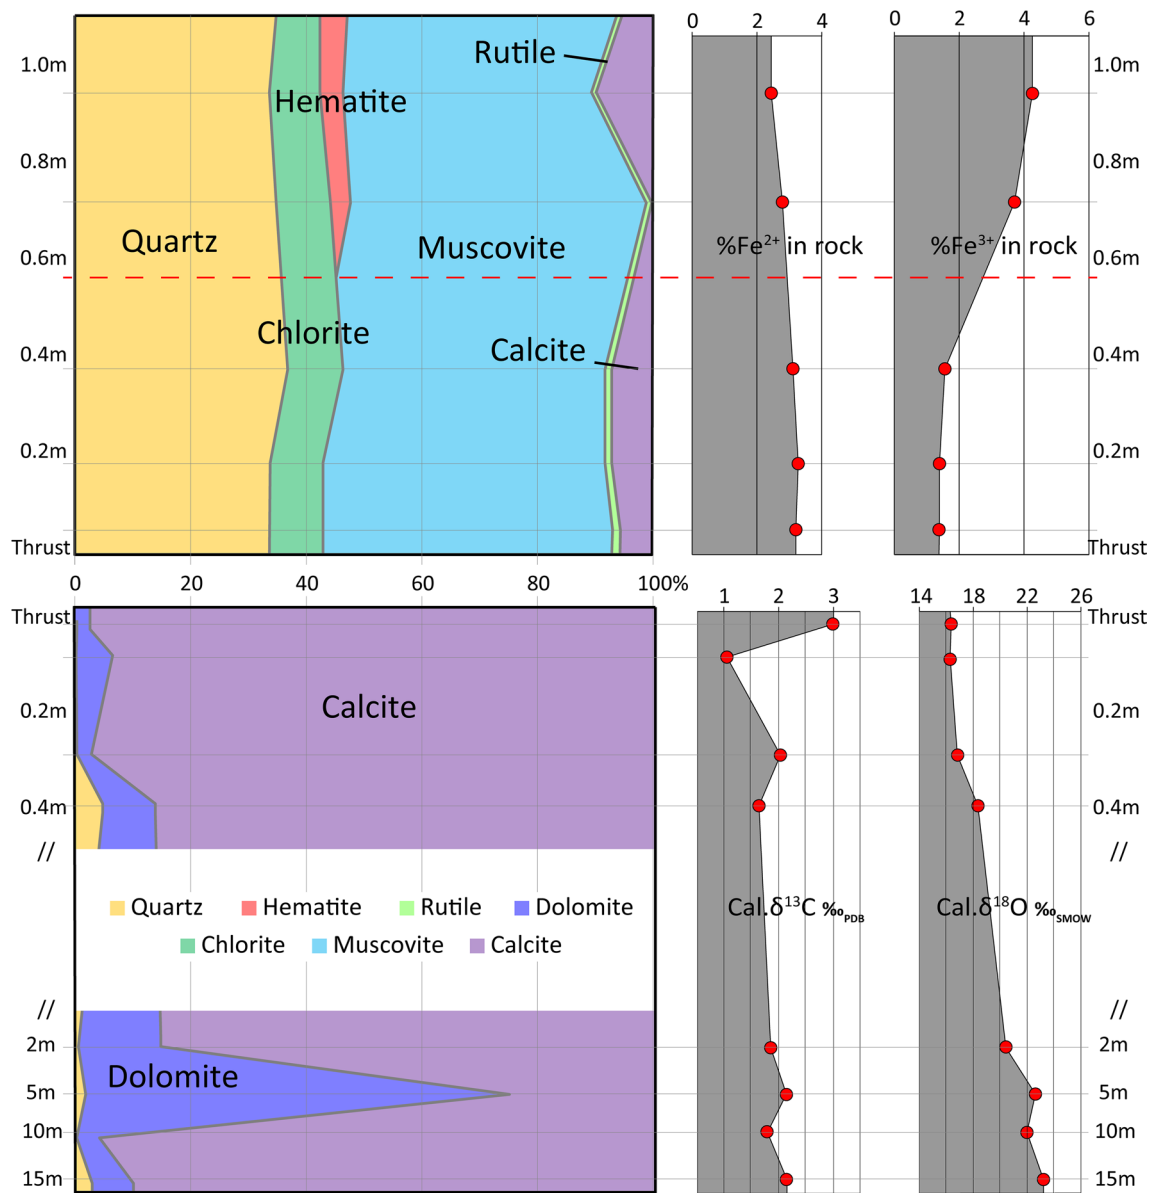 0 2 4 0 2 4 6
Rutile
1.0m 1.0m
Hematite
0.8m 0.8m
Quartz Muscovite %Fe²⁺ in rock %Fe³⁺ in rock
0.6m 0.6m
Chlorite
Calcite
0.4m 0.4m
0.2m 0.2m
Thrust Thrust
0 20 40 60 80 100%
1 2 3 14 18 22 26
Thrust Thrust
Calcite
0.2m 0.2m
0.4m 0.4m
// //
Quartz Hematite Rutile Dolomite
Cal.δ¹³C ‰PDB Cal.δ¹⁸O ‰SMOW
Chlorite Muscovite Calcite
// //
2m 2m
Dolomite
5m 5m
10m 10m
15m 15m